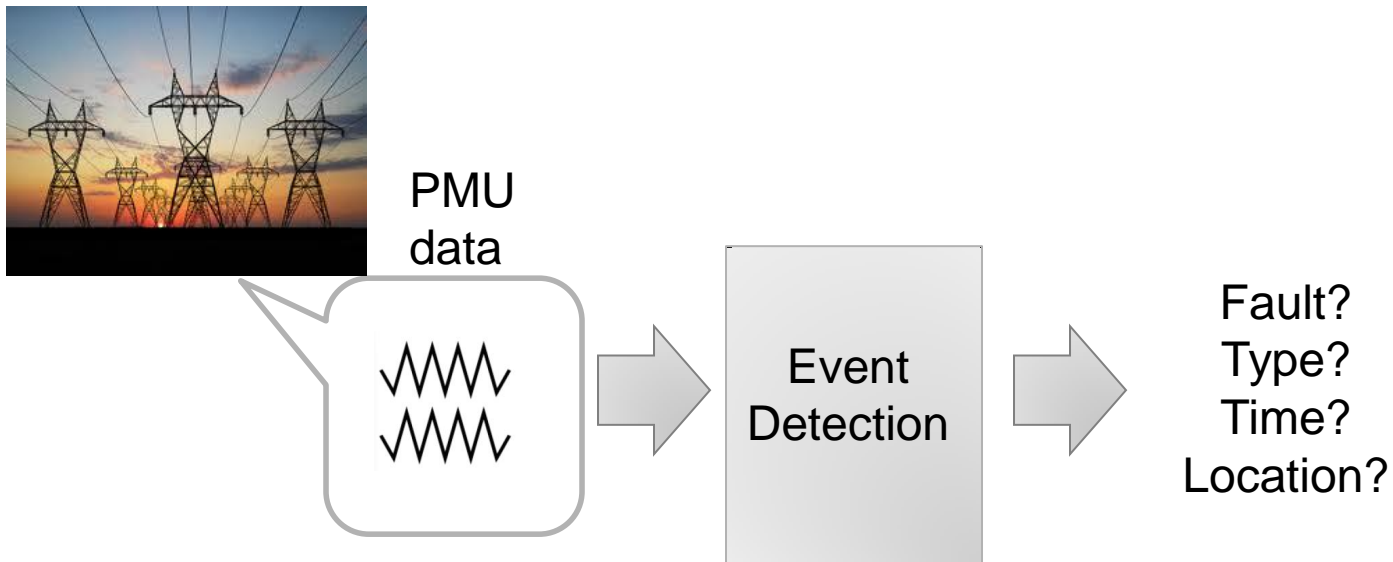 PMU
data
Event
Detection
Fault?
Type?
Time?
Location?